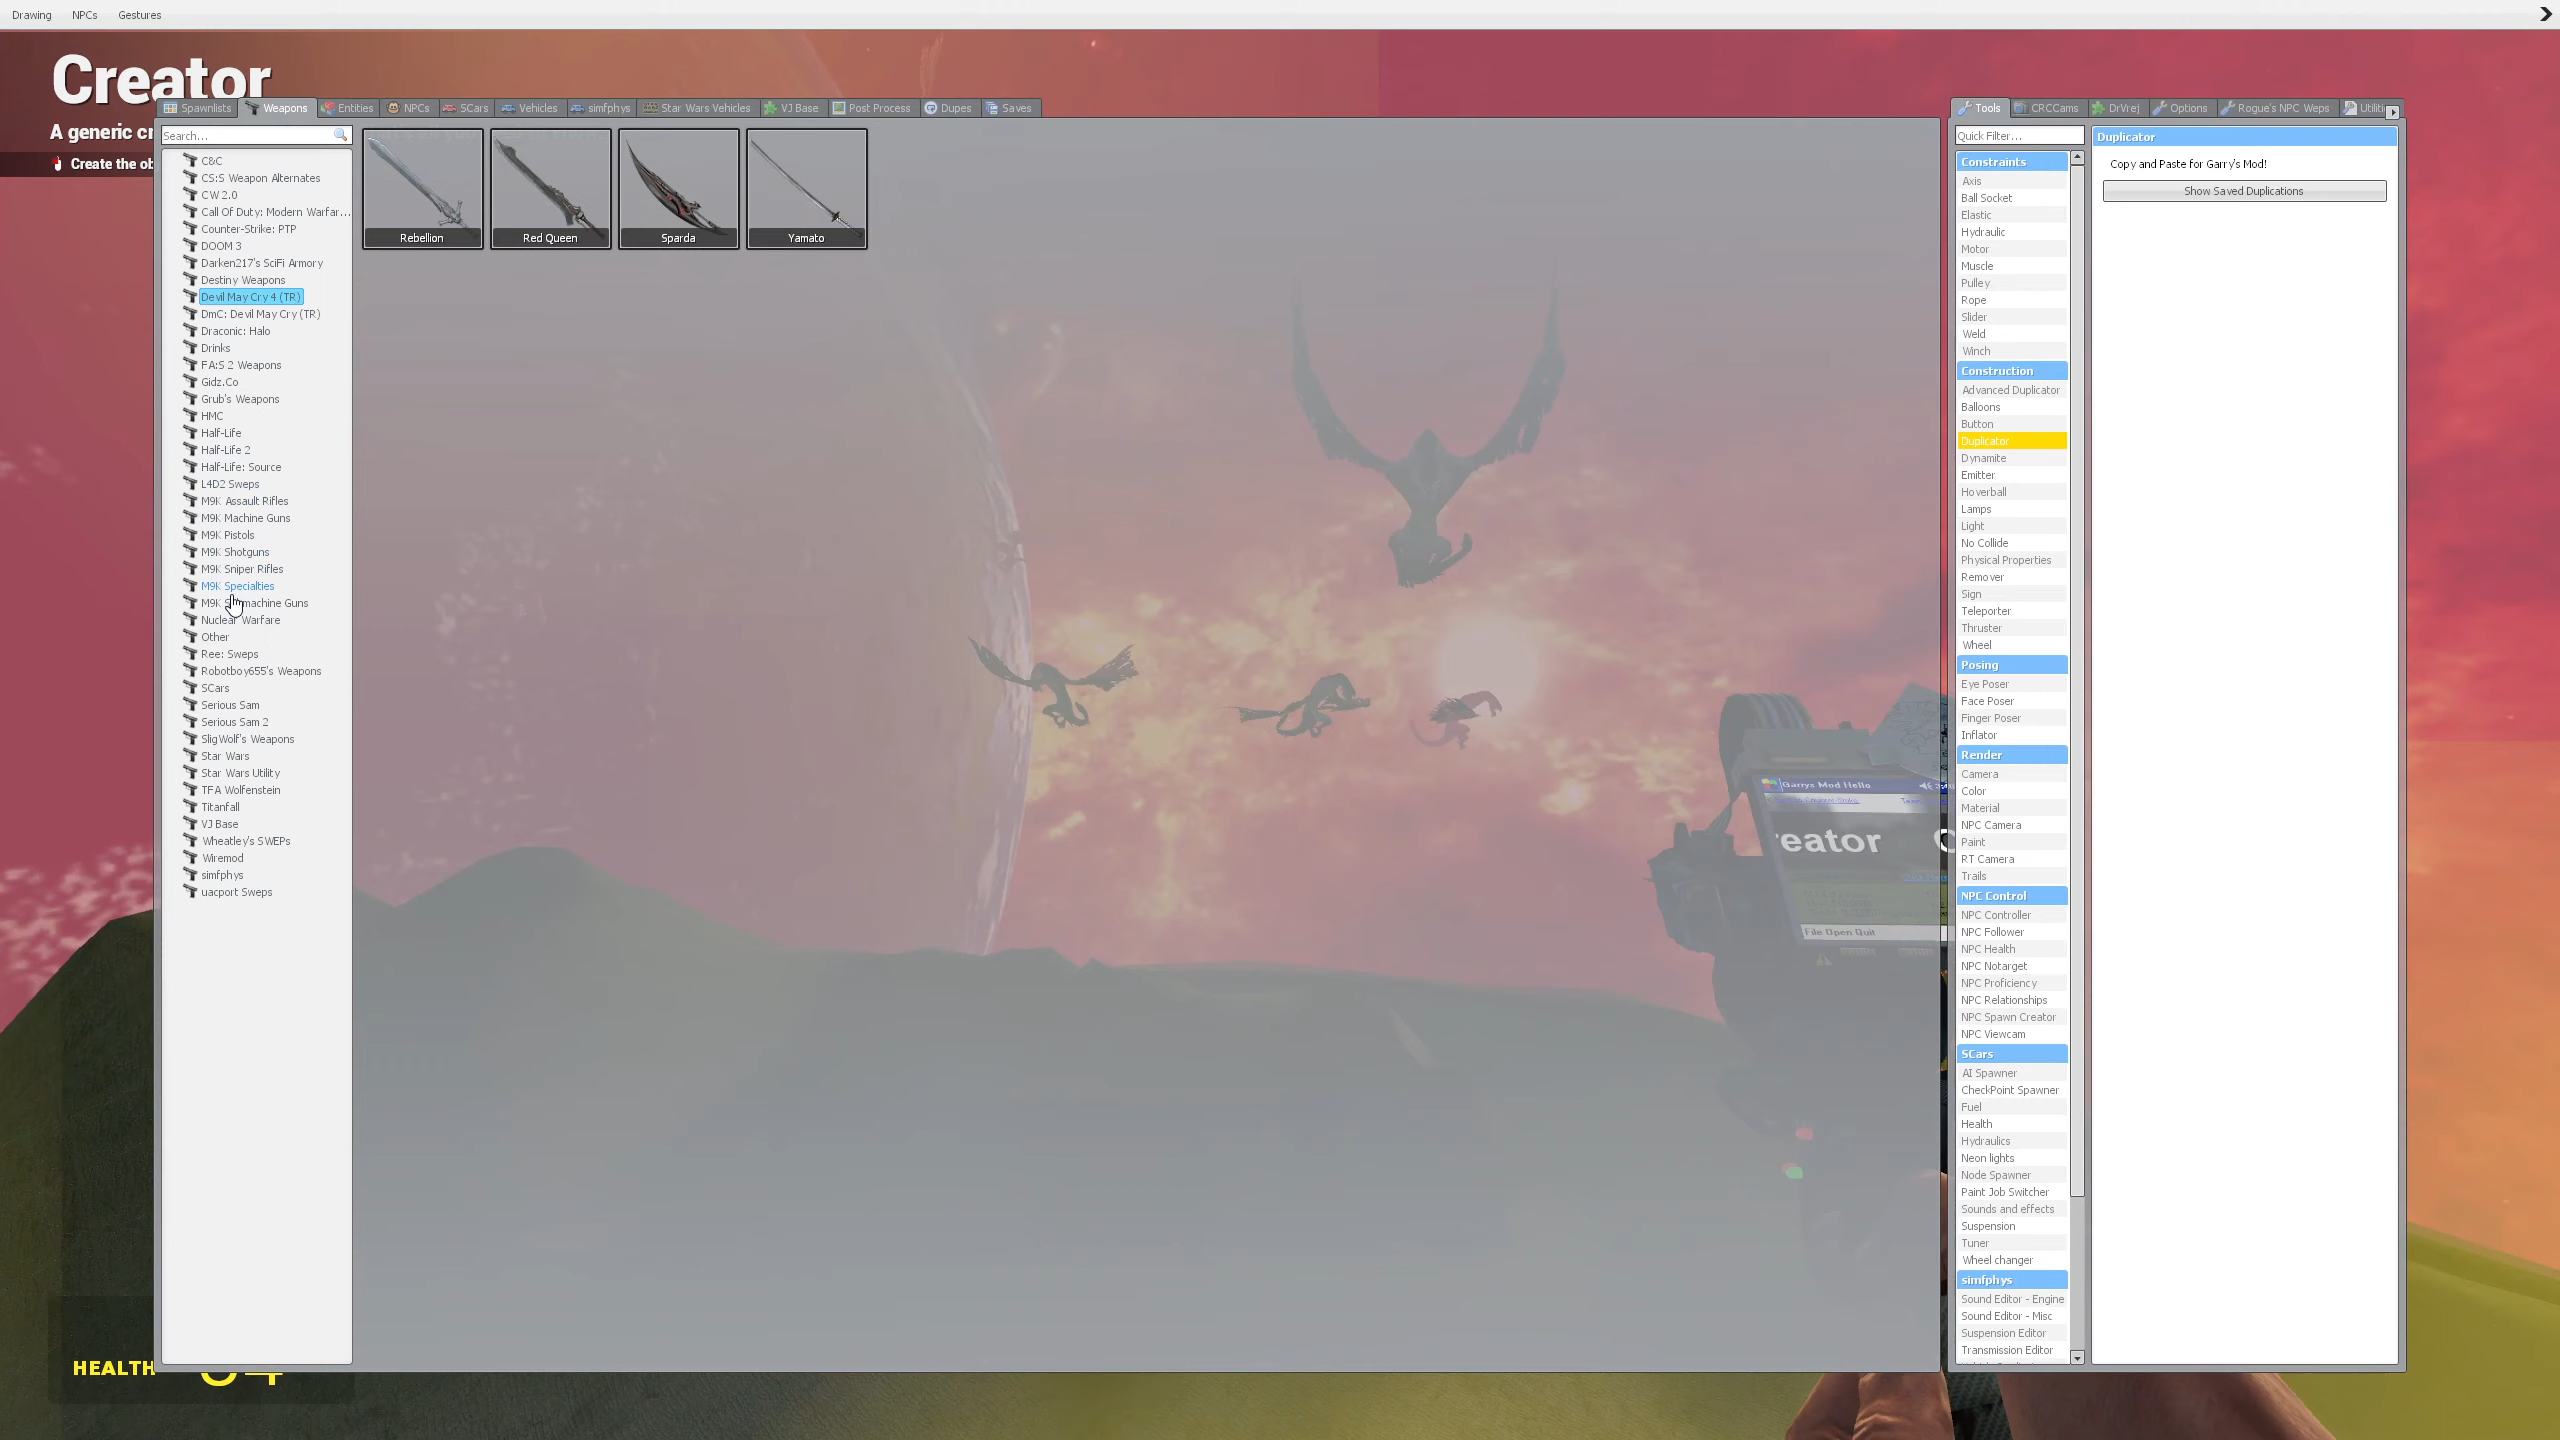 Drawing NPCs Gestures
Creator
A generic cr
Create the ob
Spawnlists Weapons Entities NPCs SCars Vehicles simfphys Star Wars Vehicles VJ Base Post Process Dupes Saves
Search...
C&C
CS:S Weapon Alternates
CW 2.0
Call Of Duty: Modern Warfar...
Counter-Strike: PTP
DOOM 3
Darken217's SciFi Armory
Destiny Weapons
Devil May Cry 4 (TR)
DmC: Devil May Cry (TR)
Draconic: Halo
Drinks
FA:S 2 Weapons
Gidz.Co
Grub's Weapons
HMC
Half-Life
Half-Life 2
Half-Life: Source
L4D2 Sweps
M9K Assault Rifles
M9K Machine Guns
M9K Pistols
M9K Shotguns
M9K Sniper Rifles
M9K Specialties
M9K S machine Guns
Nuclear Warfare
Other
Ree: Sweps
Robotboy655's Weapons
SCars
Serious Sam
Serious Sam 2
SligWolf's Weapons
Star Wars
Star Wars Utility
TFA Wolfenstein
Titanfall
VJ Base
Wheatley's SWEPs
Wiremod
simfphys
uacport Sweps
Rebellion Red Queen Sparda Yamato
Garrys Mod Hello
reator
File Open Quit
HEALTH
Tools CRCCams DrVrej Options Rogue's NPC Weps Utiliti
Quick Filter...
Constraints
Axis
Ball Socket
Elastic
Hydraulic
Motor
Muscle
Pulley
Rope
Slider
Weld
Winch
Construction
Advanced Duplicator
Balloons
Button
Duplicator
Dynamite
Emitter
Hoverball
Lamps
Light
No Collide
Physical Properties
Remover
Sign
Teleporter
Thruster
Wheel
Posing
Eye Poser
Face Poser
Finger Poser
Inflator
Render
Camera
Color
Material
NPC Camera
Paint
RT Camera
Trails
NPC Control
NPC Controller
NPC Follower
NPC Health
NPC Notarget
NPC Proficiency
NPC Relationships
NPC Spawn Creator
NPC Viewcam
SCars
AI Spawner
CheckPoint Spawner
Fuel
Health
Hydraulics
Neon lights
Node Spawner
Paint Job Switcher
Sounds and effects
Suspension
Tuner
Wheel changer
simfphys
Sound Editor - Engine
Sound Editor - Misc
Suspension Editor
Transmission Editor
Duplicator
Copy and Paste for Garry's Mod!
Show Saved Duplications